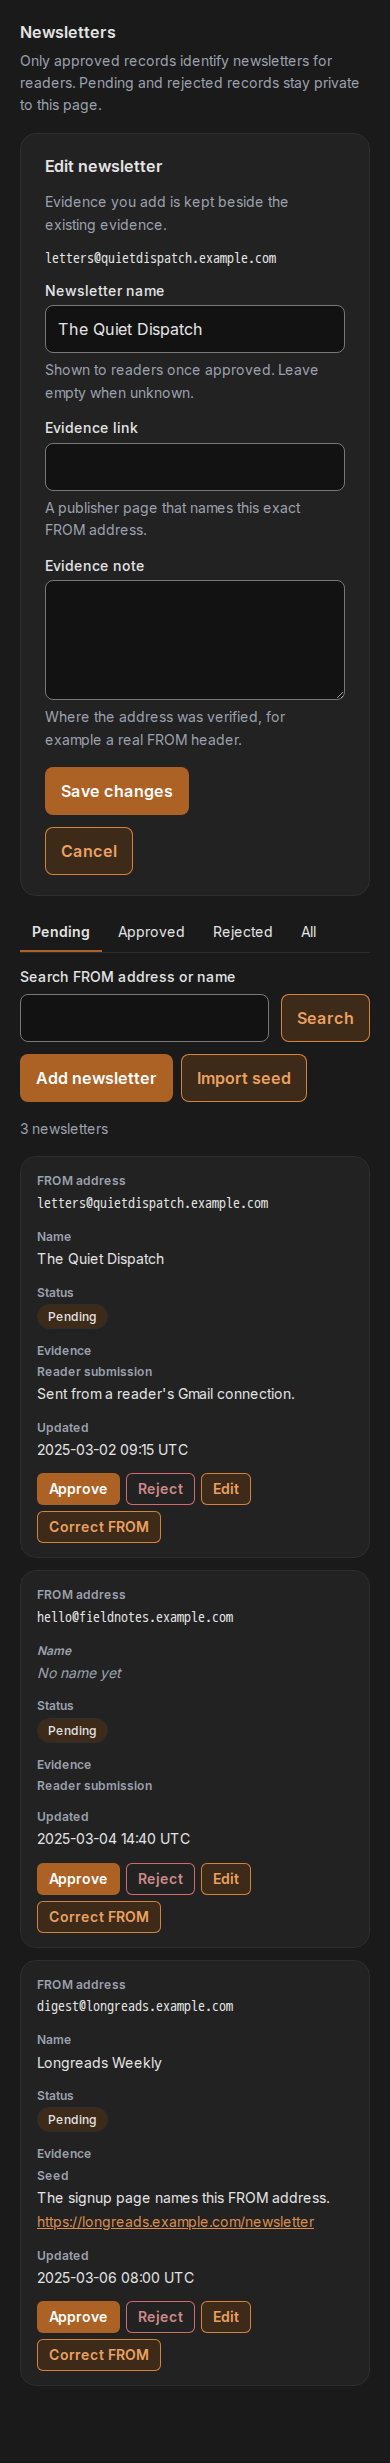 Newsletters
Only approved records identify newsletters for
readers. Pending and rejected records stay private
to this page.
Edit newsletter
Evidence you add is kept beside the
existing evidence.
letters@quietdispatch.example.com
Newsletter name
The Quiet Dispatch
Shown to readers once approved. Leave
empty when unknown.
Evidence link
A publisher page that names this exact
FROM address.
Evidence note
Where the address was verified, for
example a real FROM header.
Save changes
Cancel
Pending Approved Rejected All
Search FROM address or name
Search
Add newsletter Import seed
3 newsletters
FROM address
letters@quietdispatch.example.com
Name
The Quiet Dispatch
Status
Pending
Evidence
Reader submission
Sent from a reader's Gmail connection.
Updated
2025-03-02 09:15 UTC
Approve Reject Edit
Correct FROM
FROM address
hello@fieldnotes.example.com
Name
No name yet
Status
Pending
Evidence
Reader submission
Updated
2025-03-04 14:40 UTC
Approve Reject Edit
Correct FROM
FROM address
digest@longreads.example.com
Name
Longreads Weekly
Status
Pending
Evidence
Seed
The signup page names this FROM address.
https://longreads.example.com/newsletter
Updated
2025-03-06 08:00 UTC
Approve Reject Edit
Correct FROM